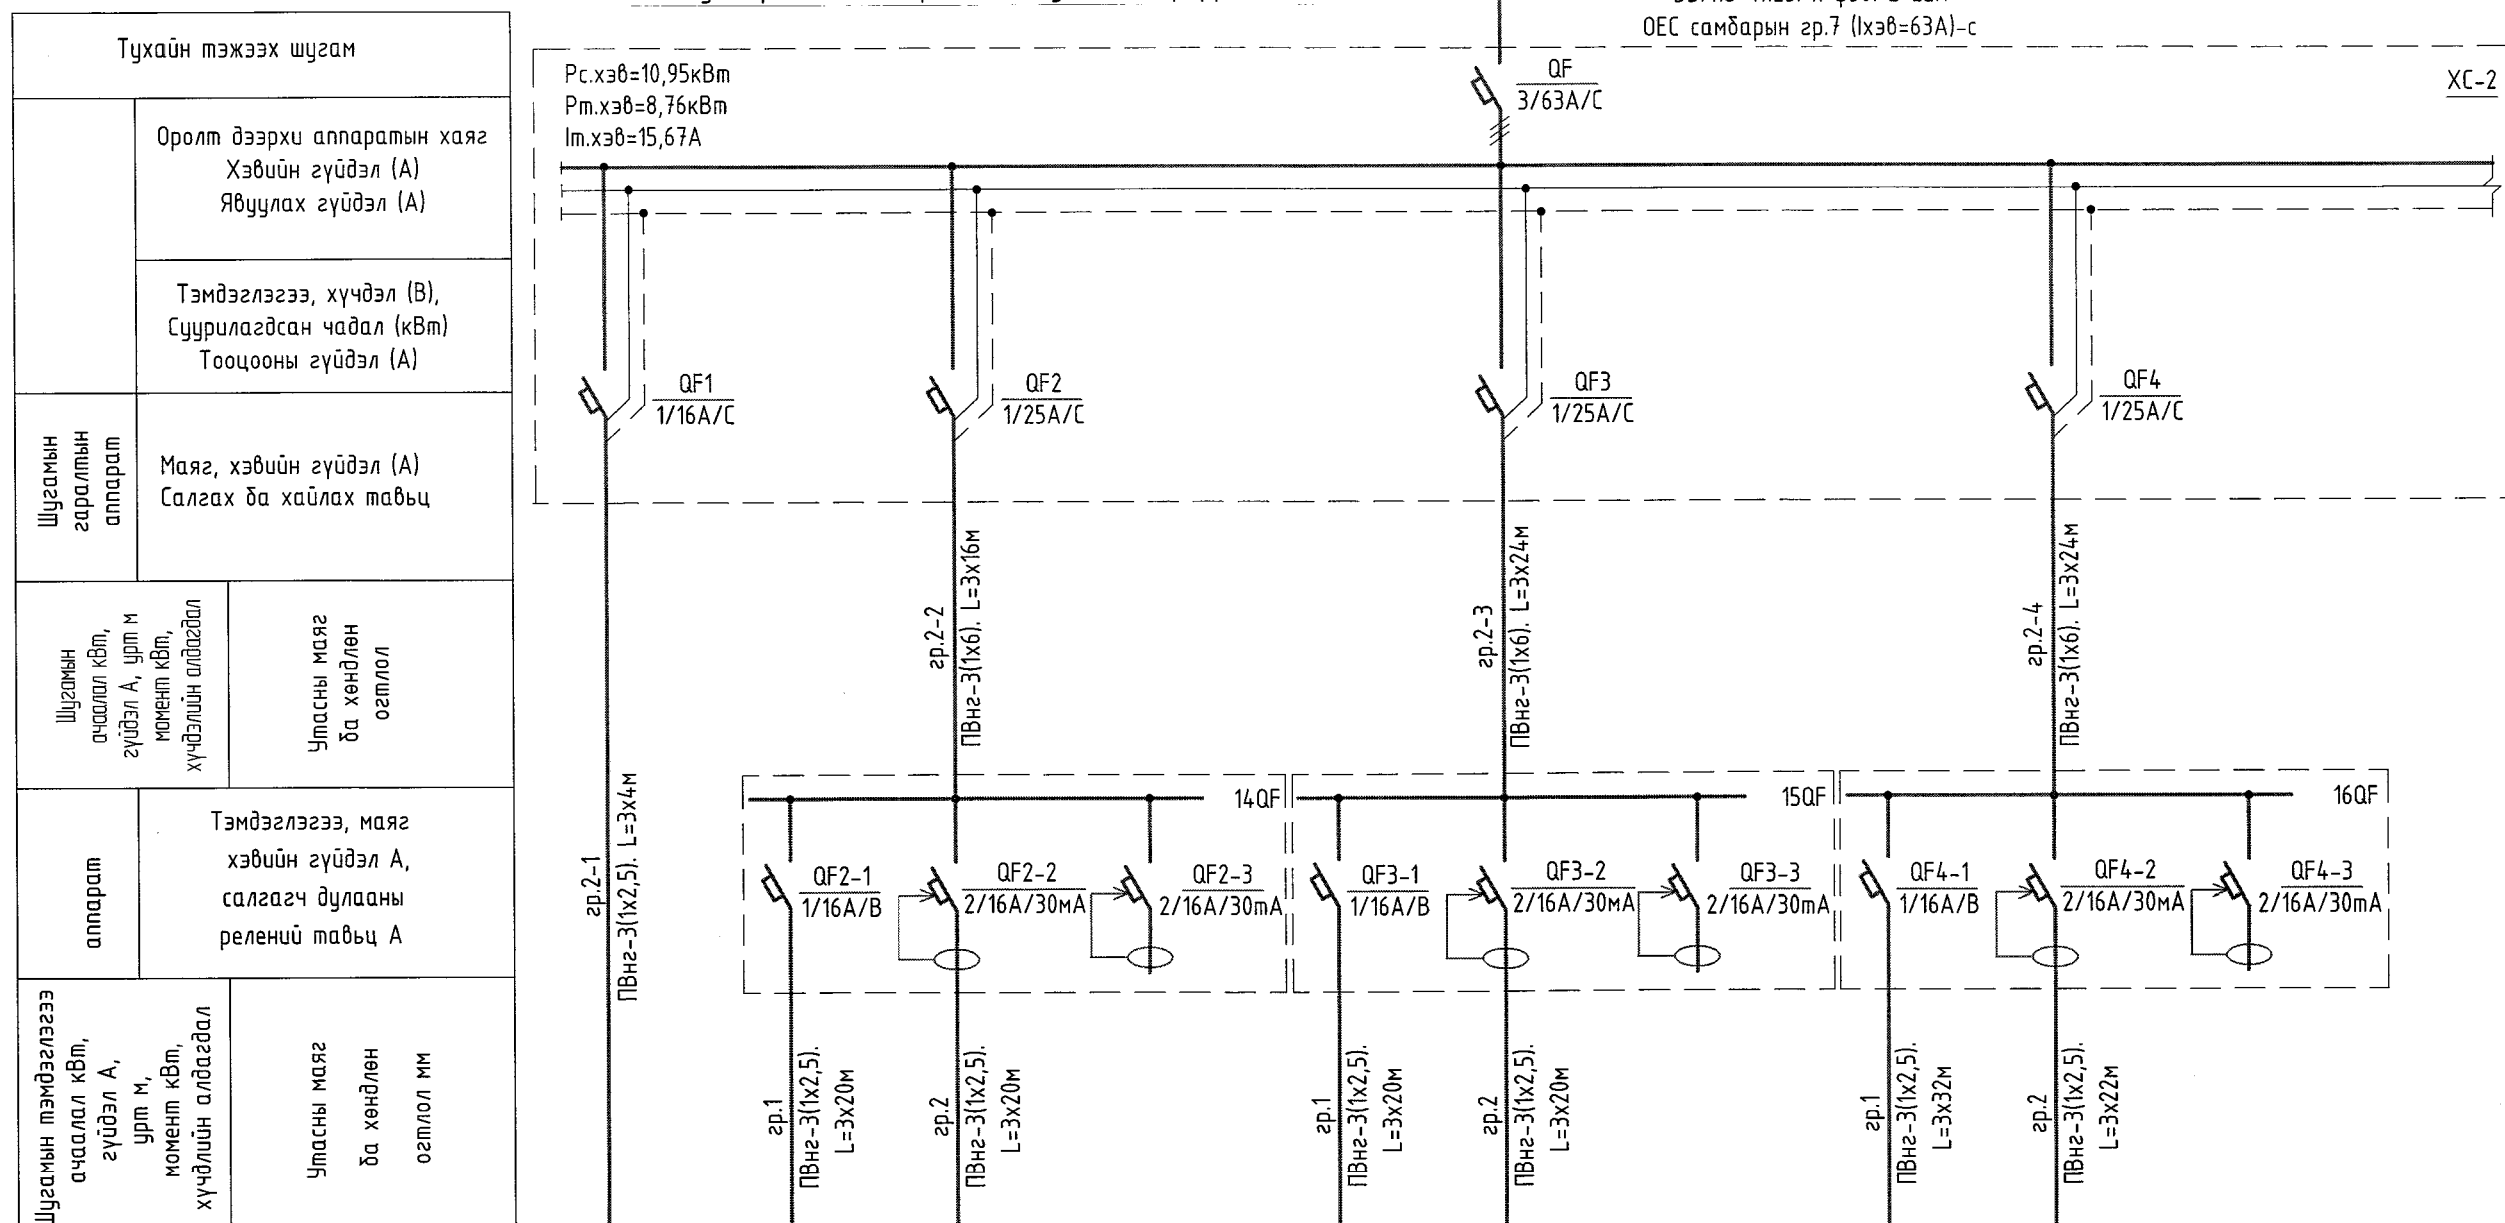 ОЕС самбарын гр.7 (Iхэв=63А)-с
Тухайн тэжээх шугам
Оролт дээрхи аппаратын хаяг
Хэвийн гүйдэл (А)
Явуулах гүйдэл (А)
Тэмдэглэгээ, хүчдэл (В),
Суурилагдсан чадал (кВт)
Тооцооны гүйдэл (А)
Шугамын
гаралтын
аппарат
Маяг, хэвийн гүйдэл (А)
Салгах ба хайлах тавьц
Шугамын
ачаалал кВт,
гүйдэл А, урт м
момент кВт,
хүчдэлийн алдагдал
Утасны маяг
ба хөндлөн
огтлол
аппарат
Тэмдэглэгээ, маяг
хэвийн гүйдэл А,
салгагч дулааны
релений тавьц А
Шугамын тэмдэглэгээ
ачаалал кВт,
гүйдэл А,
урт м,
момент кВт,
хүчдлийн алдагдал
Утасны маяг
ба хөндлөн
огтлол мм
Рс.хэв=10,95кВт
Рт.хэв=8,76кВт
Iт.хэв=15,67А
QF
3/63А/С
ХС-2
QF1
1/16А/С
QF2
1/25А/С
QF3
1/25А/С
QF4
1/25А/С
гр.2-1
ПВнг-3(1х2,5). L=3х4м
гр.2-2
ПВнг-3(1х6). L=3х16м
гр.2-3
ПВнг-3(1х6). L=3х24м
гр.2-4
ПВнг-3(1х6). L=3х24м
14QF
QF2-1
1/16А/В
QF2-2
2/16А/30мА
QF2-3
2/16А/30mA
15QF
QF3-1
1/16А/В
QF3-2
2/16А/30мА
QF3-3
2/16А/30mA
16QF
QF4-1
1/16А/В
QF4-2
2/16А/30мА
QF4-3
2/16А/30mA
гр.1
ПВнг-3(1х2,5).
L=3х20м
гр.2
ПВнг-3(1х2,5).
L=3х20м
гр.1
ПВнг-3(1х2,5).
L=3х20м
гр.2
ПВнг-3(1х2,5).
L=3х20м
гр.1
ПВнг-3(1х2,5).
L=3х32м
гр.2
ПВнг-3(1х2,5).
L=3х22м